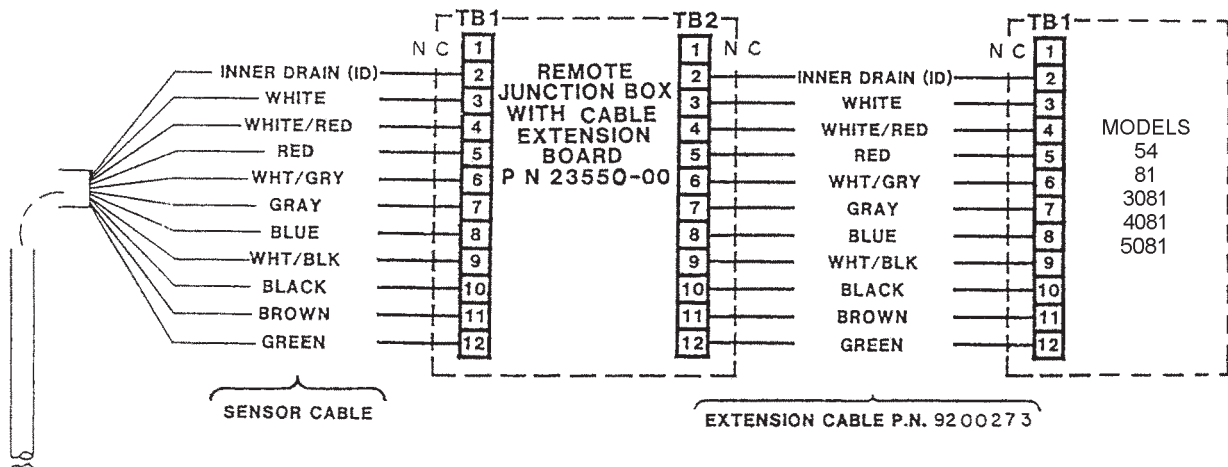 TB1
N C
1
2
3
4
5
6
7
8
9
10
11
12
INNER DRAIN (ID)
WHITE
WHITE/RED
RED
WHT/GRY
GRAY
BLUE
WHT/BLK
BLACK
BROWN
GREEN
SENSOR CABLE
REMOTE
JUNCTION BOX
WITH CABLE
EXTENSION
BOARD
P N 23550-00
TB2
N C
1
2
3
4
5
6
7
8
9
10
11
12
INNER DRAIN (ID)
WHITE
WHITE/RED
RED
WHT/GRY
GRAY
BLUE
WHT/BLK
BLACK
BROWN
GREEN
EXTENSION CABLE P.N. 9200273
TB1
N C
1
2
3
4
5
6
7
8
9
10
11
12
MODELS
54
81
3081
4081
5081